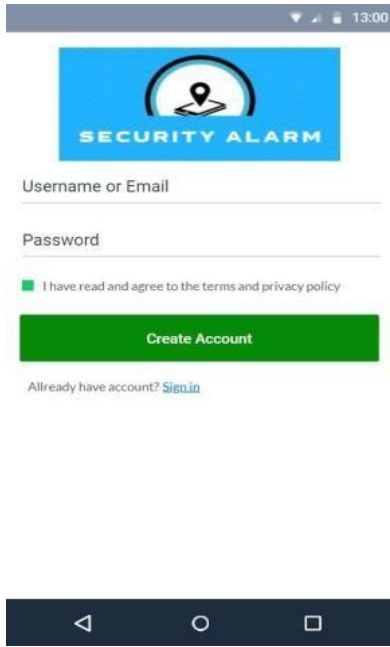 13:00
SECURITY ALARM
Username or Email
Password
I have read and agree to the terms and privacy policy
Create Account
Allready have account? Sign in